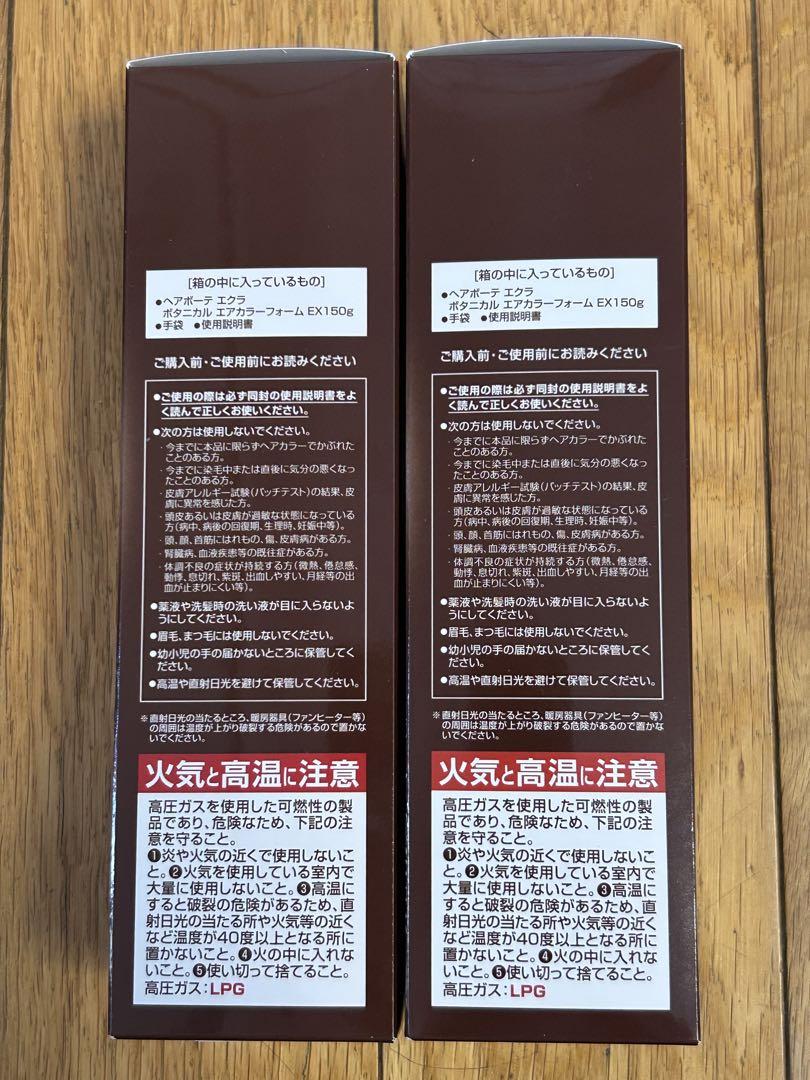 [箱の中に入っているもの]
●ヘアボーテ エクラ
ボタニカル エアカラーフォーム EX150g
●手袋 ●使用説明書
ご購入前・ご使用前にお読みください
●ご使用の際は必ず同封の使用説明書をよ
く読んで正しくお使いください。
●次の方は使用しないでください。
・今までに本品に限らずヘアカラーでかぶれた
ことのある方。
・今までに染毛中または直後に気分の悪くなっ
たことのある方。
・皮膚アレルギー試験(パッチテスト)の結果、皮
膚に異常を感じた方。
・頭皮あるいは皮膚が過敏な状態になっている
方(病中、病後の回復期、生理時、妊娠中等)。
・頭、顔、首筋にはれもの、傷、皮膚病がある方。
・腎臓病、血液疾患等の既往症がある方。
・体調不良の症状が持続する方(微熱、倦怠感、
動悸、息切れ、紫斑、出血しやすい、月経等の出
血が止まりにくい等)。
●薬液や洗髪時の洗い液が目に入らないよ
うにしてください。
●眉毛、まつ毛には使用しないでください。
●幼小児の手の届かないところに保管してく
ださい。
●高温や直射日光を避けて保管してください。
※直射日光の当たるところ、暖房器具(ファンヒーター等)
の周囲は温度が上がり破裂する危険があるので置かな
いでください。
火気と高温に注意
高圧ガスを使用した可燃性の製
品であり、危険なため、下記の注
意を守ること。
❶炎や火気の近くで使用しないこ
と。❷火気を使用している室内で
大量に使用しないこと。❸高温に
すると破裂の危険があるため、直
射日光の当たる所や火気等の近く
など温度が40度以上となる所に
置かないこと。❹火の中に入れな
いこと。❺使い切って捨てること。
高圧ガス：LPG
[箱の中に入っているもの]
●ヘアボーテ エクラ
ボタニカル エアカラーフォーム EX150g
●手袋 ●使用説明書
ご購入前・ご使用前にお読みください
●ご使用の際は必ず同封の使用説明書をよ
く読んで正しくお使いください。
●次の方は使用しないでください。
・今までに本品に限らずヘアカラーでかぶれた
ことのある方。
・今までに染毛中または直後に気分の悪くなっ
たことのある方。
・皮膚アレルギー試験(パッチテスト)の結果、皮
膚に異常を感じた方。
・頭皮あるいは皮膚が過敏な状態になっている
方(病中、病後の回復期、生理時、妊娠中等)。
・頭、顔、首筋にはれもの、傷、皮膚病がある方。
・腎臓病、血液疾患等の既往症がある方。
・体調不良の症状が持続する方(微熱、倦怠感、
動悸、息切れ、紫斑、出血しやすい、月経等の出
血が止まりにくい等)。
●薬液や洗髪時の洗い液が目に入らないよ
うにしてください。
●眉毛、まつ毛には使用しないでください。
●幼小児の手の届かないところに保管してく
ださい。
●高温や直射日光を避けて保管してください。
※直射日光の当たるところ、暖房器具(ファンヒーター等)
の周囲は温度が上がり破裂する危険があるので置かな
いでください。
火気と高温に注意
高圧ガスを使用した可燃性の製
品であり、危険なため、下記の注
意を守ること。
❶炎や火気の近くで使用しないこ
と。❷火気を使用している室内で
大量に使用しないこと。❸高温に
すると破裂の危険があるため、直
射日光の当たる所や火気等の近く
など温度が40度以上となる所に
置かないこと。❹火の中に入れな
いこと。❺使い切って捨てること。
高圧ガス：LPG